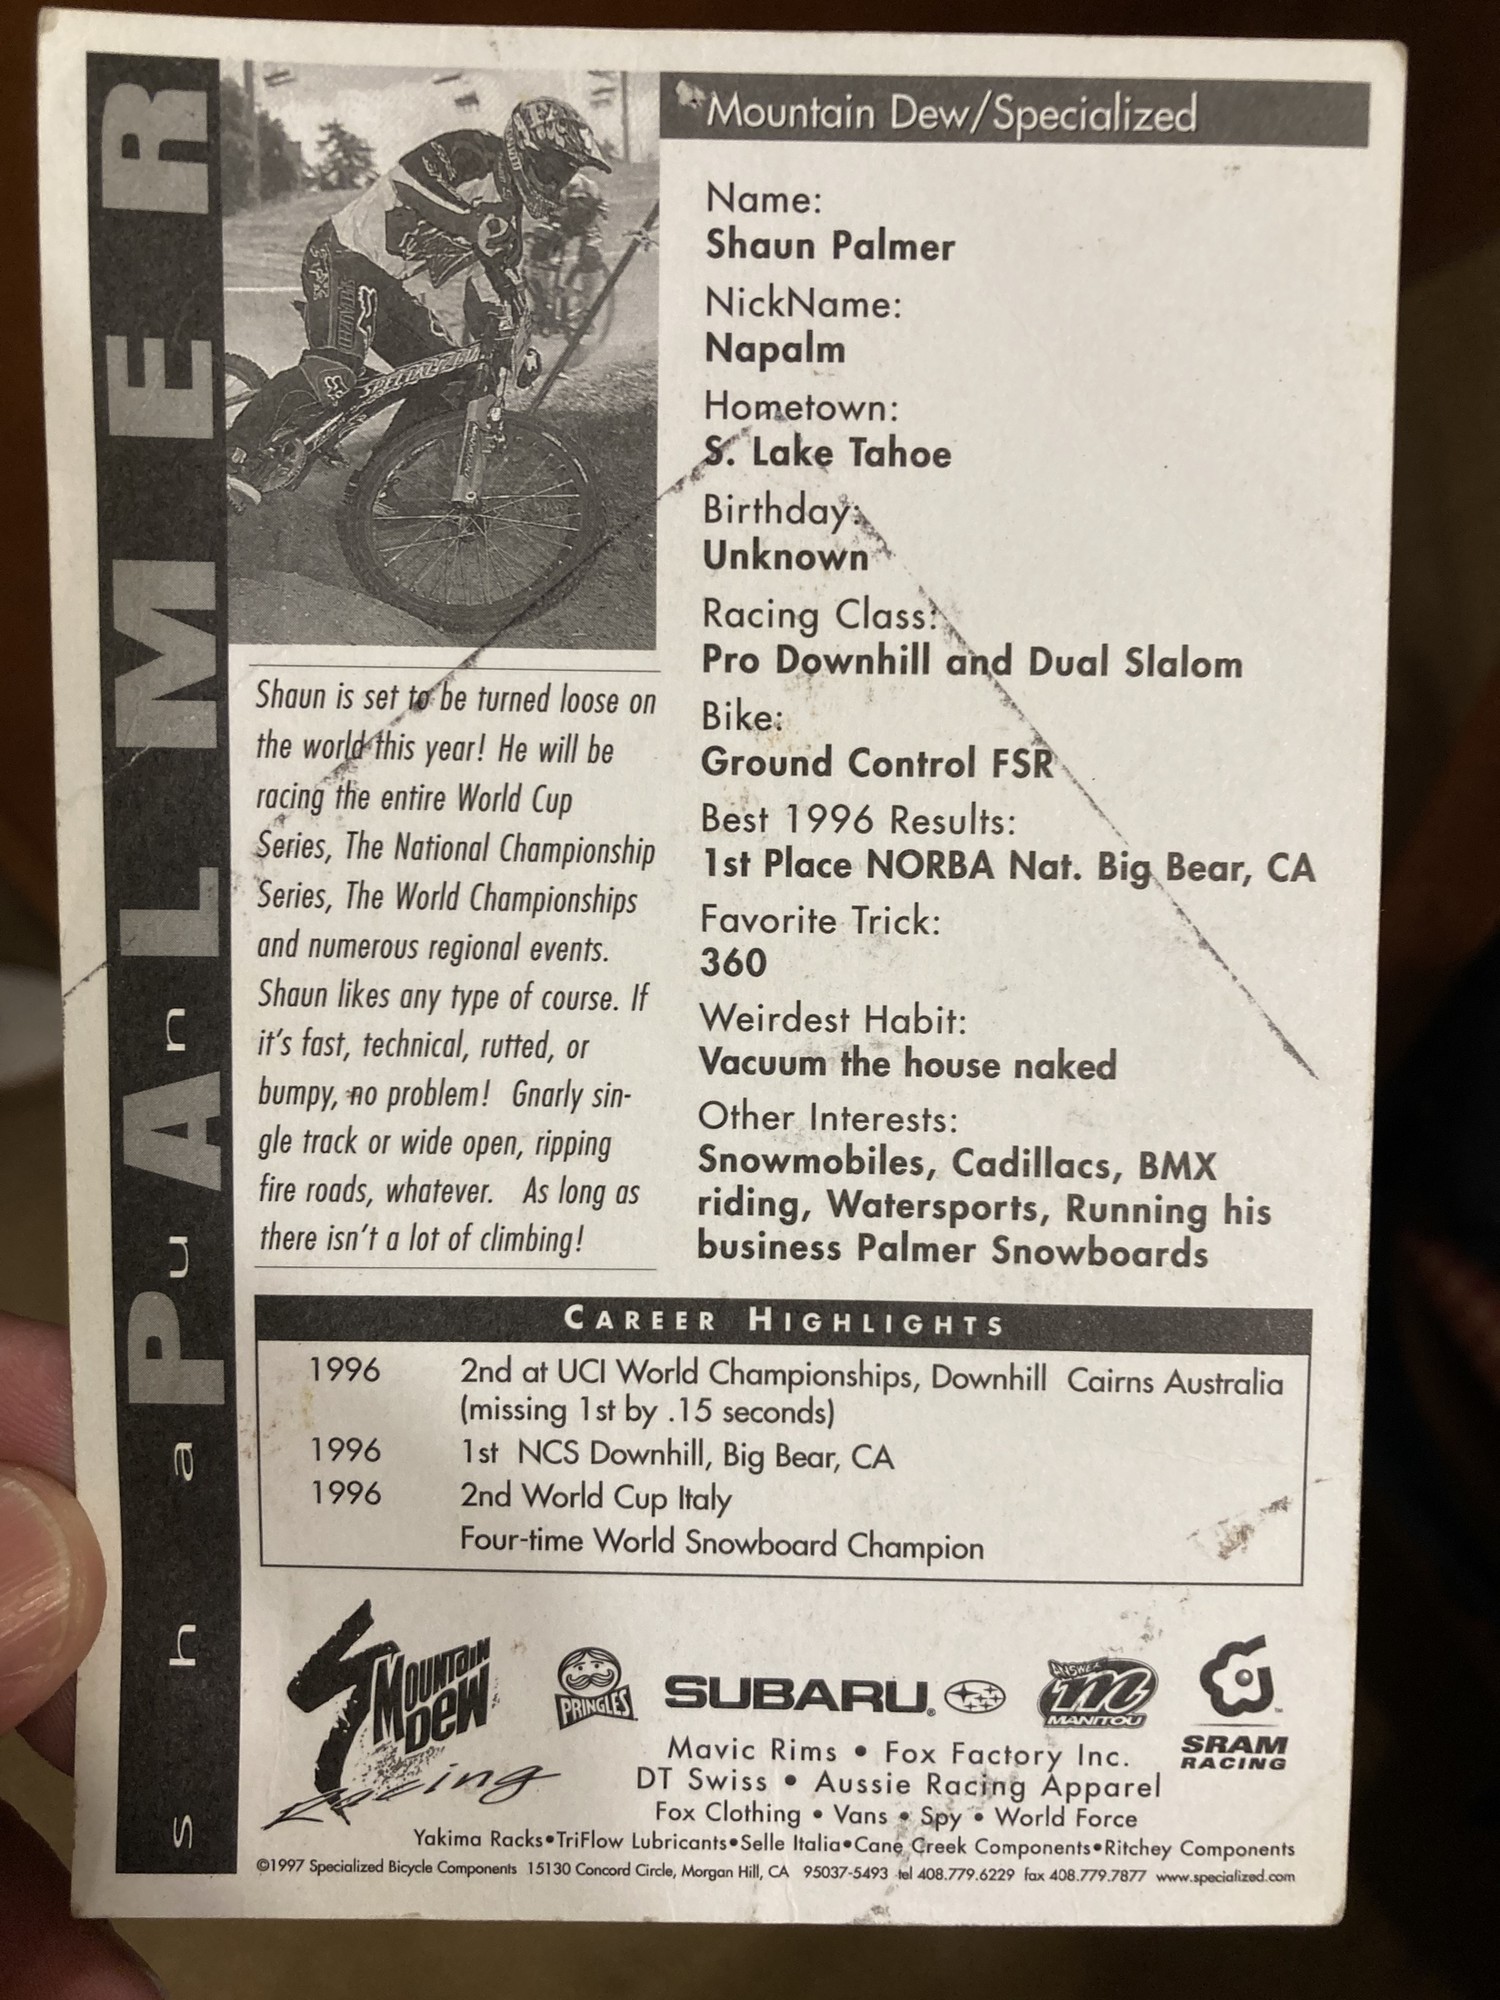 shaun PALMER
Mountain Dew/Specialized
Name:
Shaun Palmer
NickName:
Napalm
Hometown:
S. Lake Tahoe
Birthday:
Unknown
Racing Class:
Pro Downhill and Dual Slalom
Bike:
Ground Control FSR
Best 1996 Results:
1st Place NORBA Nat. Big Bear, CA
Favorite Trick:
360
Weirdest Habit:
Vacuum the house naked
Other Interests:
Snowmobiles, Cadillacs, BMX
riding, Watersports, Running his
business Palmer Snowboards
SPECIALIZED
Shaun is set to be turned loose on
the world this year! He will be
racing the entire World Cup
Series, The National Championship
Series, The World Championships
and numerous regional events.
Shaun likes any type of course. If
it's fast, technical, rutted, or
bumpy, no problem! Gnarly sin-
gle track or wide open, ripping
fire roads, whatever. As long as
there isn't a lot of climbing!
CAREER HIGHLIGHTS
1996 2nd at UCI World Championships, Downhill Cairns Australia
(missing 1st by .15 seconds)
1996 1st NCS Downhill, Big Bear, CA
1996 2nd World Cup Italy
Four-time World Snowboard Champion
MOUNTAIN DEW
Racing
PRINGLES
SUBARU®
ANSWER
MANITOU
SRAM
RACING
Mavic Rims • Fox Factory Inc.
DT Swiss • Aussie Racing Apparel
Fox Clothing • Vans • Spy • World Force
Yakima Racks•TriFlow Lubricants•Selle Italia•Cane Creek Components•Ritchey Components
©1997 Specialized Bicycle Components 15130 Concord Circle, Morgan Hill, CA 95037-5493 tel 408.779.6229 fax 408.779.7877 www.specialized.com